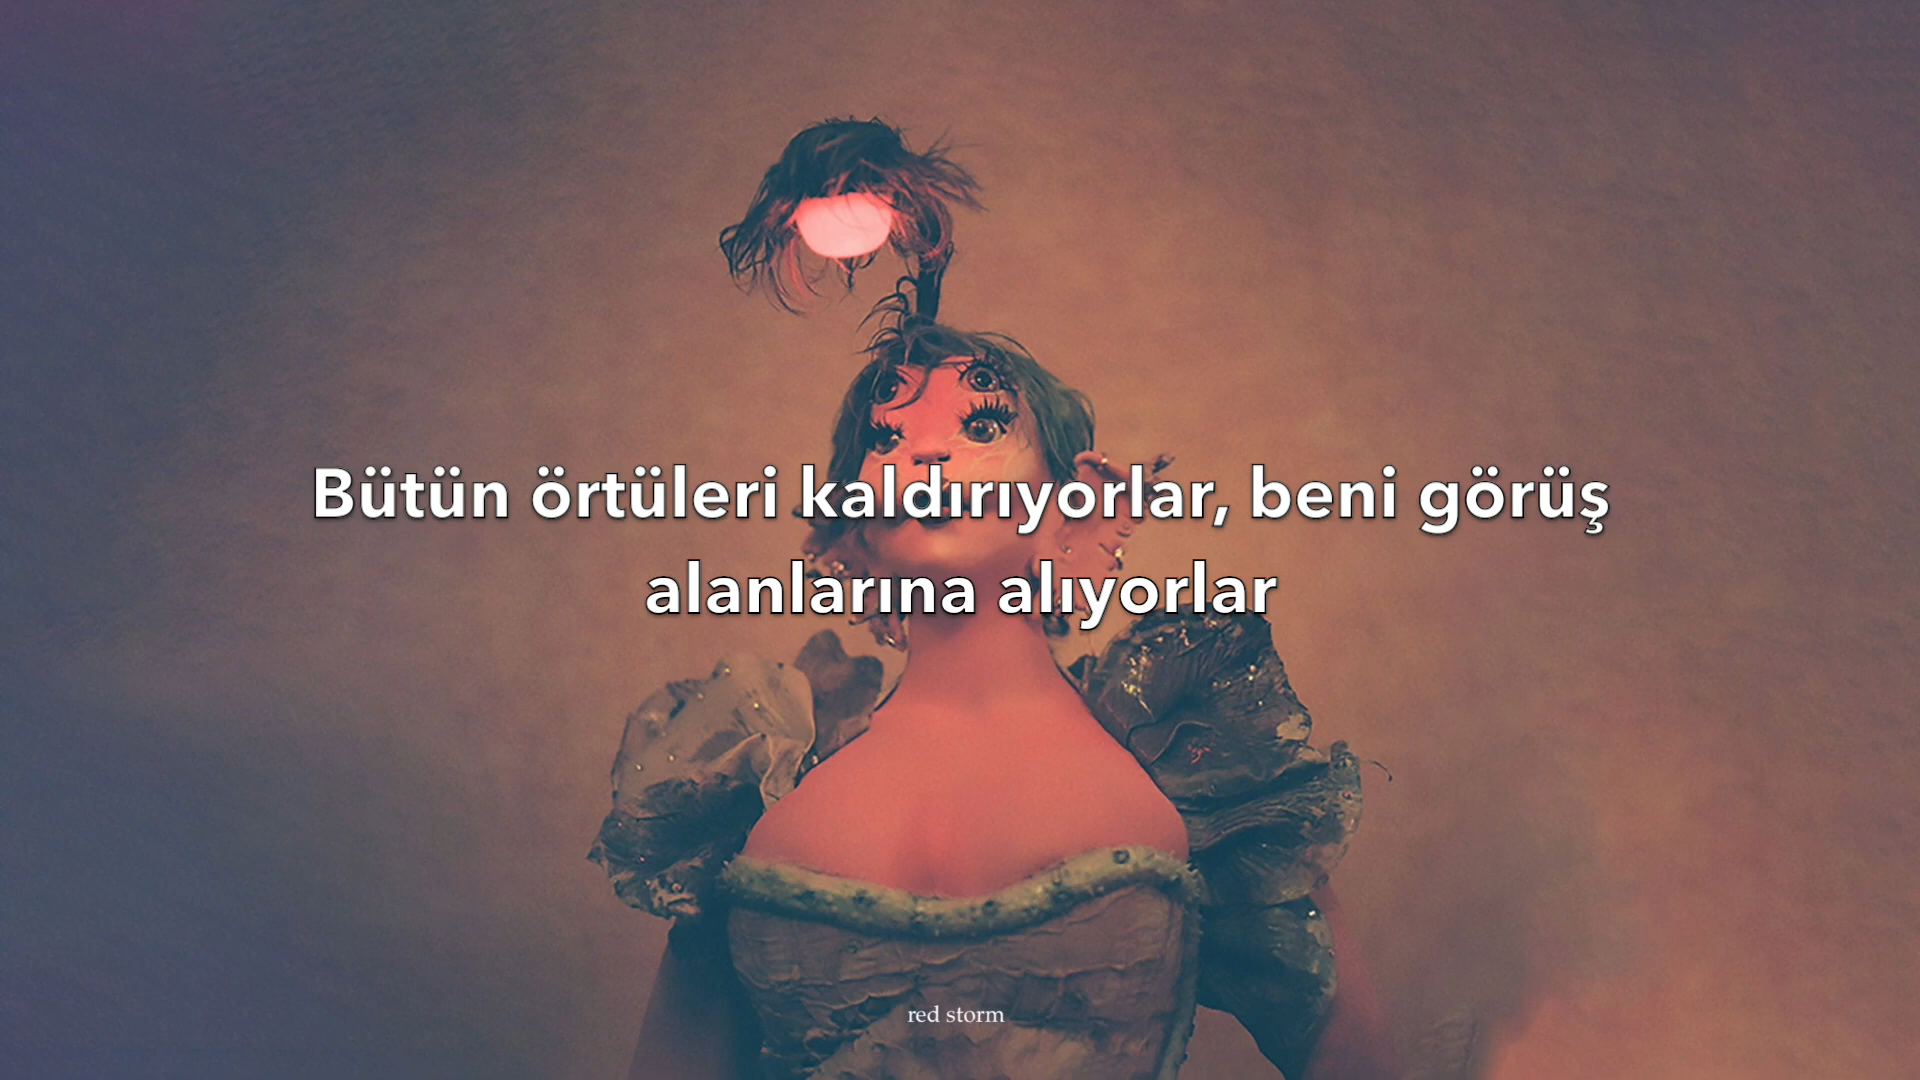 Bütün örtüleri kaldırıyorlar, beni görüş
alanlarına alıyorlar
red storm